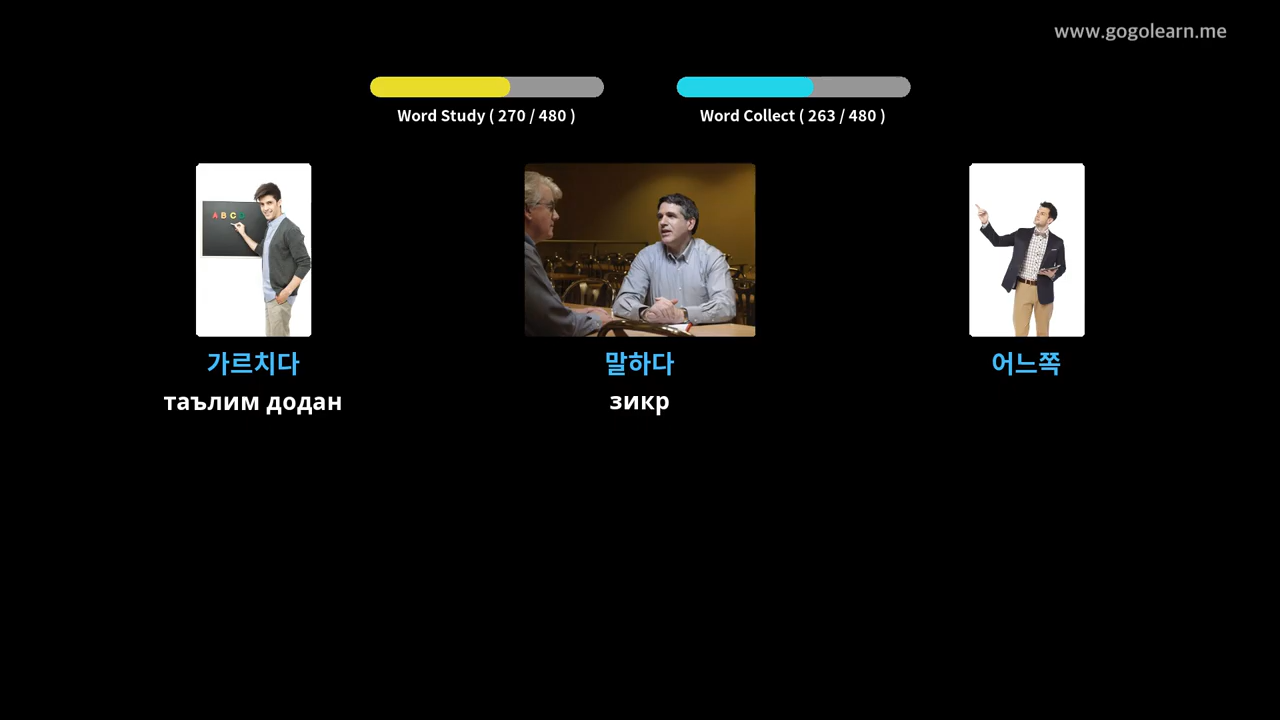 www.gogolearn.me
Word Study ( 270 / 480 )
Word Collect ( 263 / 480 )
A B C D
가르치다
말하다
어느쪽
таълим додан
зикр